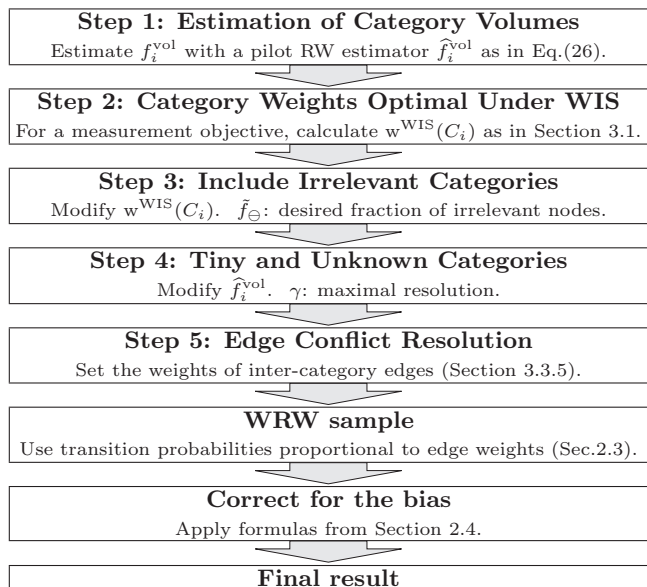 Step 1: Estimation of Category Volumes
Estimate f_i^vol with a pilot RW estimator f̂_i^vol as in Eq.(26).
Step 2: Category Weights Optimal Under WIS
For a measurement objective, calculate w^WIS(C_i) as in Section 3.1.
Step 3: Include Irrelevant Categories
Modify w^WIS(C_i). f̃_⊖: desired fraction of irrelevant nodes.
Step 4: Tiny and Unknown Categories
Modify f̂_i^vol. γ: maximal resolution.
Step 5: Edge Conflict Resolution
Set the weights of inter-category edges (Section 3.3.5).
WRW sample
Use transition probabilities proportional to edge weights (Sec.2.3).
Correct for the bias
Apply formulas from Section 2.4.
Final result